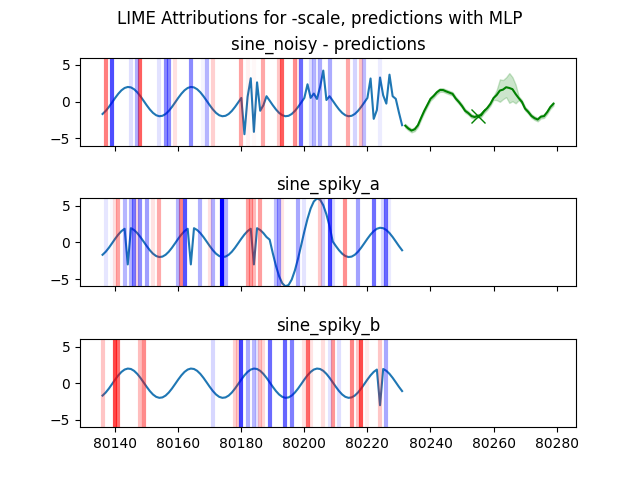 LIME Attributions for -scale, predictions with MLP
sine_noisy - predictions
5
0
−5
sine_spiky_a
5
0
−5
sine_spiky_b
5
0
−5
80140 80160 80180 80200 80220 80240 80260 80280